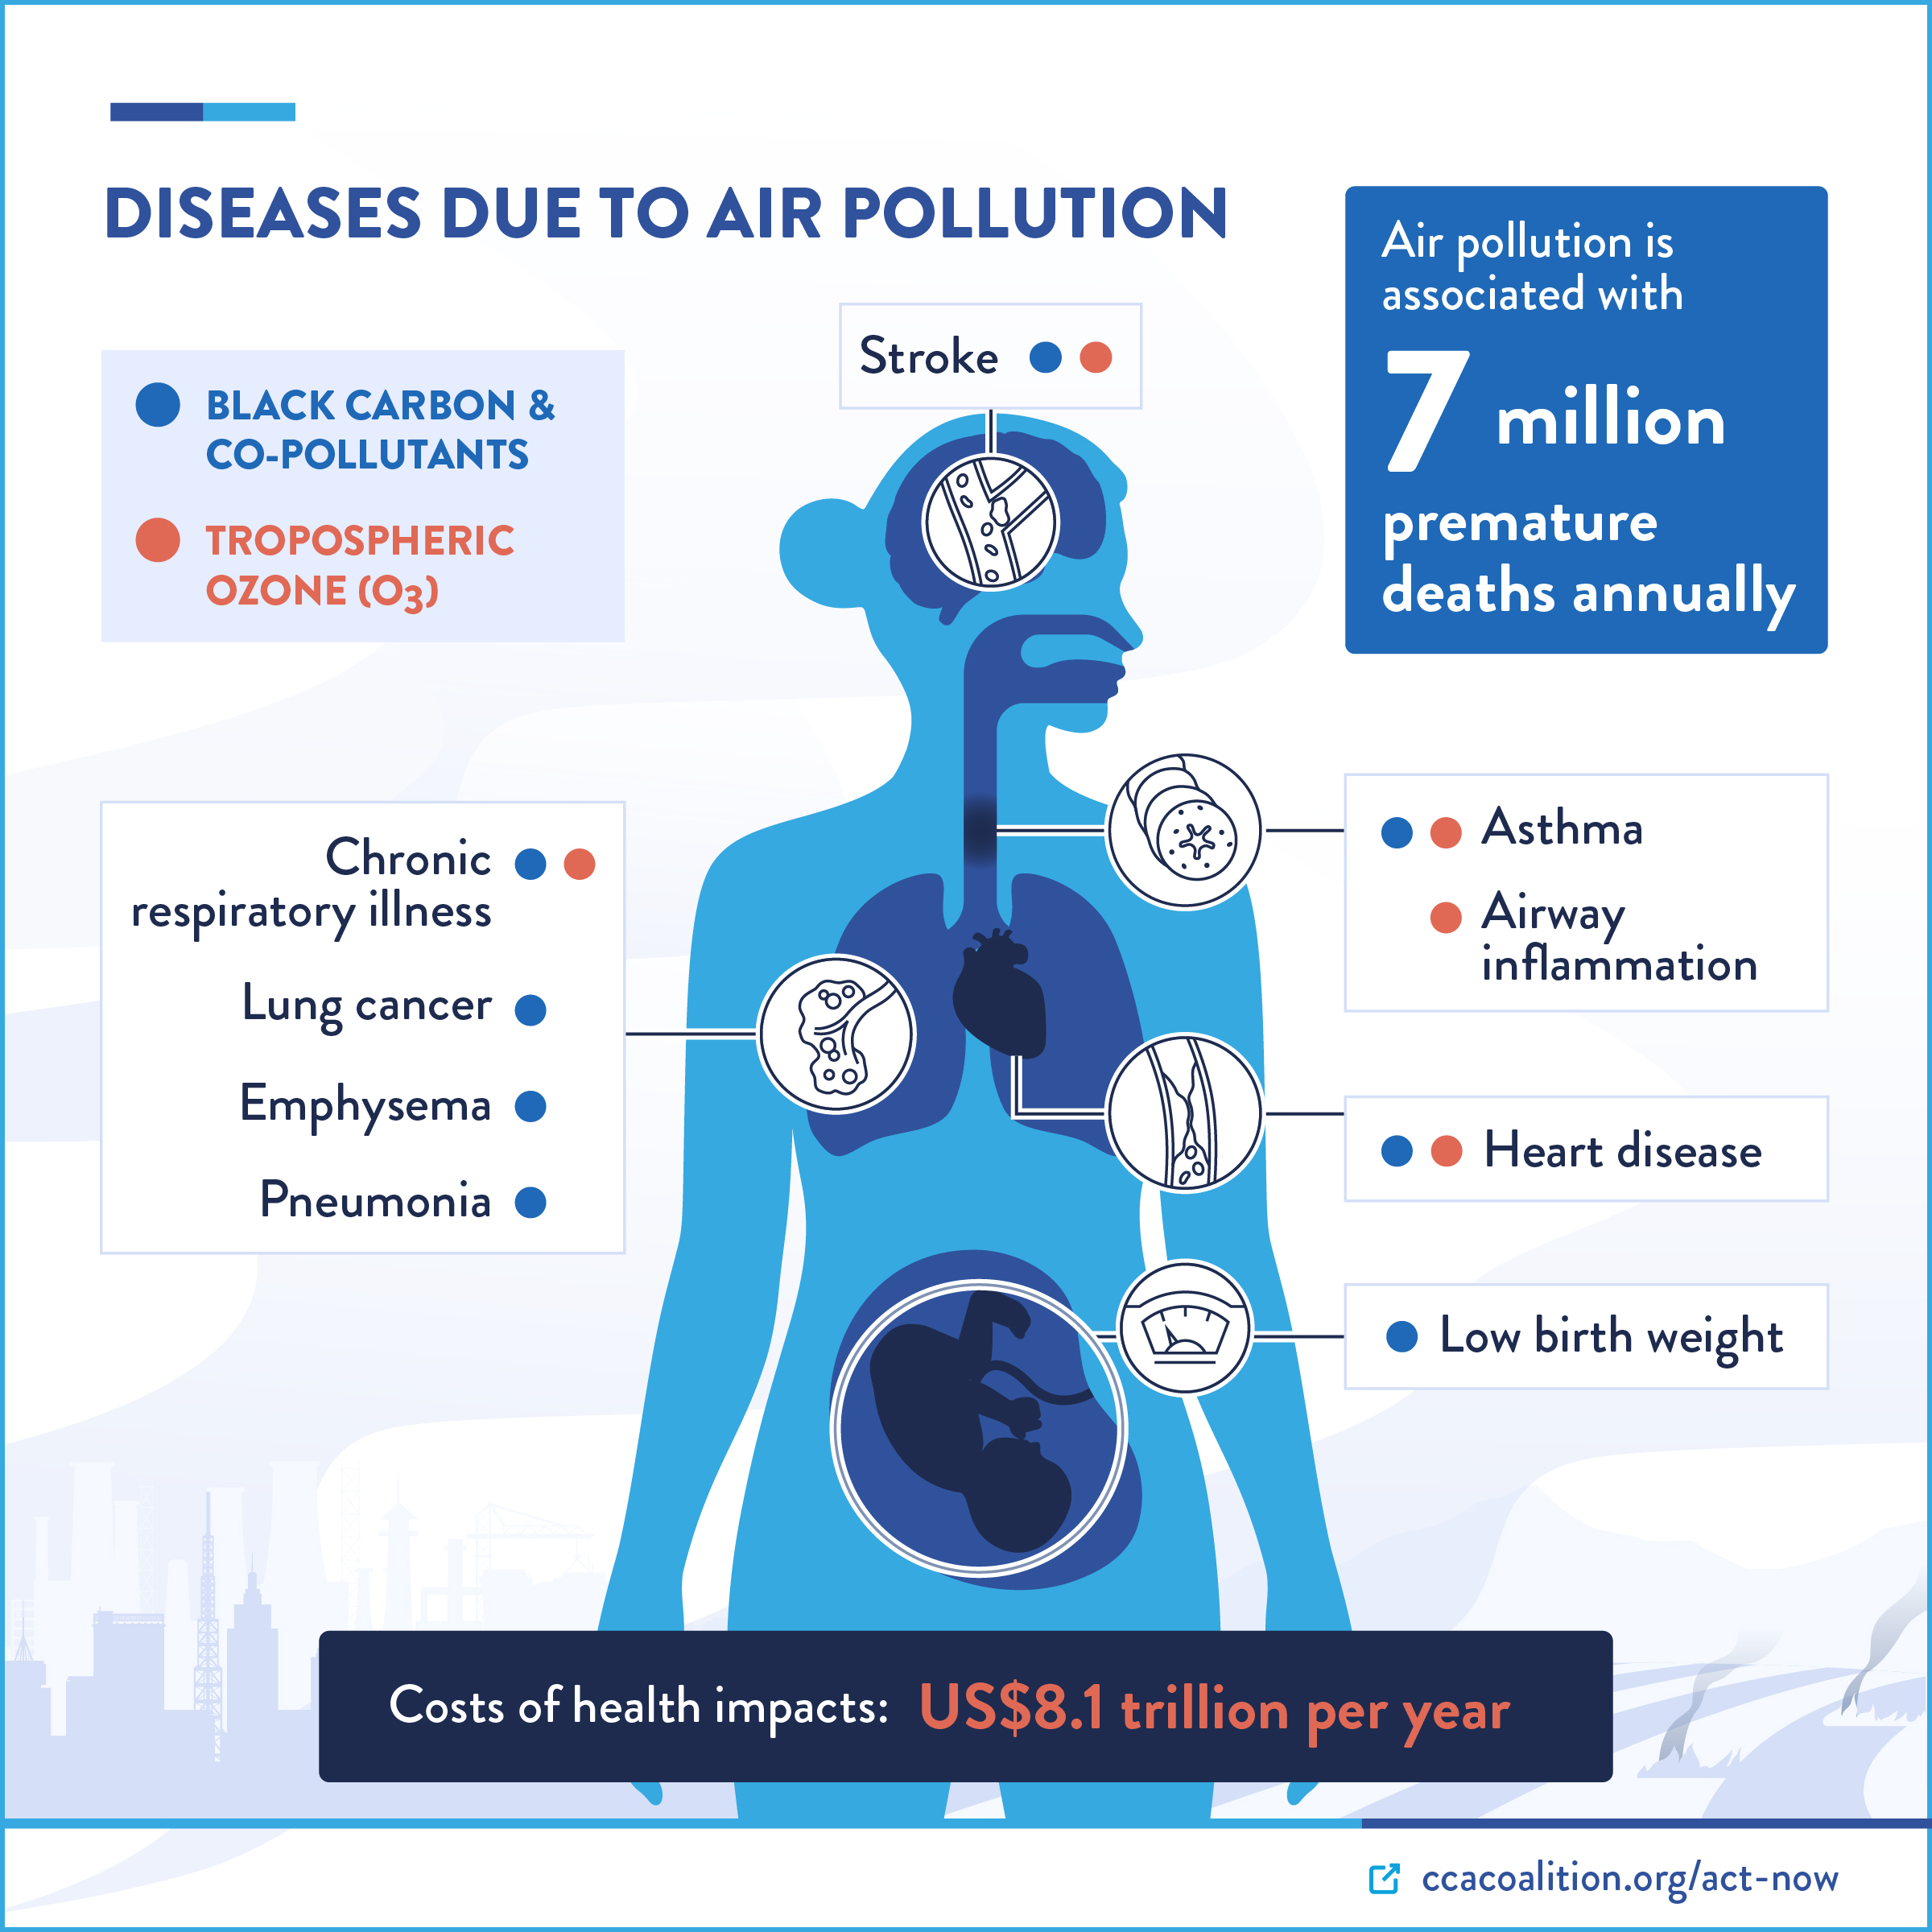 DISEASES DUE TO AIR POLLUTION
Air pollution is
associated with
7 million
premature
deaths annually
BLACK CARBON &
CO-POLLUTANTS
TROPOSPHERIC
OZONE (O3)
Stroke
Chronic
respiratory illness
Lung cancer
Emphysema
Pneumonia
Asthma
Airway
inflammation
Heart disease
Low birth weight
Costs of health impacts: US$8.1 trillion per year
ccacoalition.org/act-now